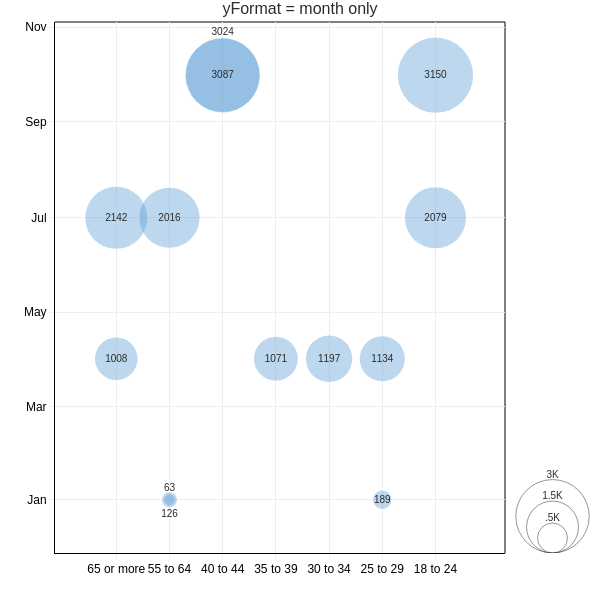 yFormat = month only
Nov
3024
3087
3150
Sep
Jul
2142
2016
2079
May
1008
1071
1197
1134
Mar
Jan
63
126
189
3K
1.5K
.5K
65 or more
55 to 64
40 to 44
35 to 39
30 to 34
25 to 29
18 to 24